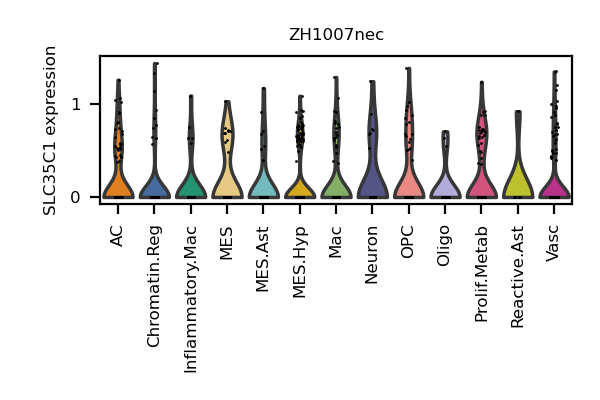 ZH1007nec
SLC35C1 expression
1
0
AC
Chromatin.Reg
Inflammatory.Mac
MES
MES.Ast
MES.Hyp
Mac
Neuron
OPC
Oligo
Prolif.Metab
Reactive.Ast
Vasc